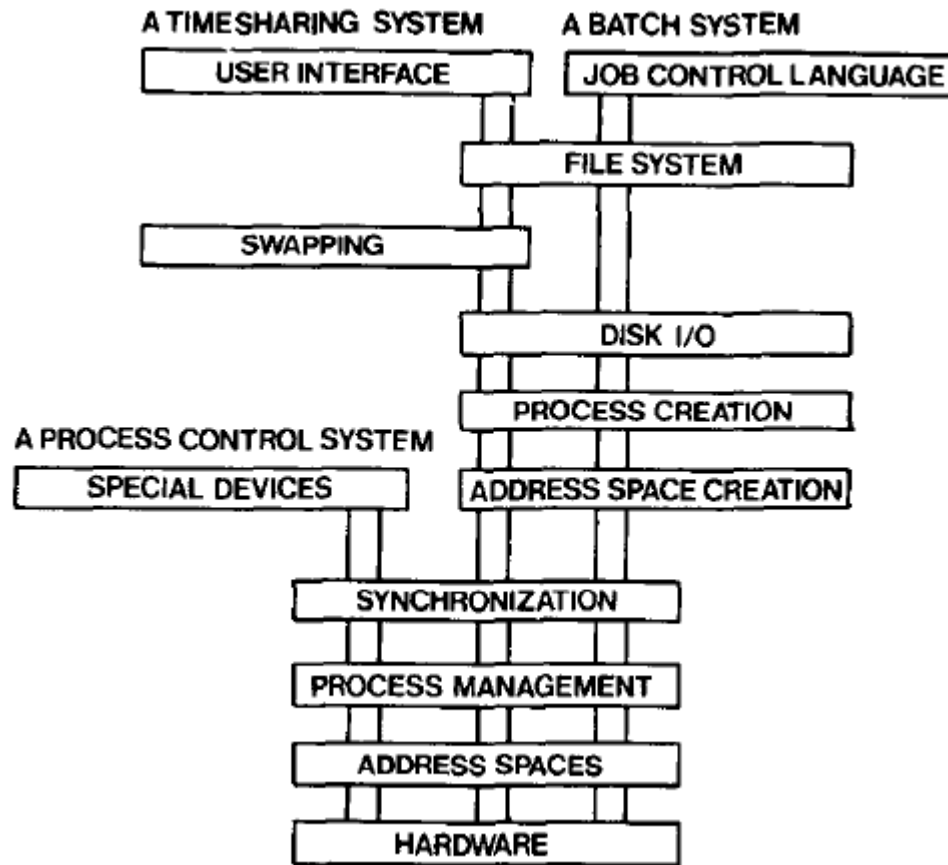 A TIMESHARING SYSTEM
A BATCH SYSTEM
USER INTERFACE
JOB CONTROL LANGUAGE
FILE SYSTEM
SWAPPING
DISK I/O
PROCESS CREATION
A PROCESS CONTROL SYSTEM
SPECIAL DEVICES
ADDRESS SPACE CREATION
SYNCHRONIZATION
PROCESS MANAGEMENT
ADDRESS SPACES
HARDWARE